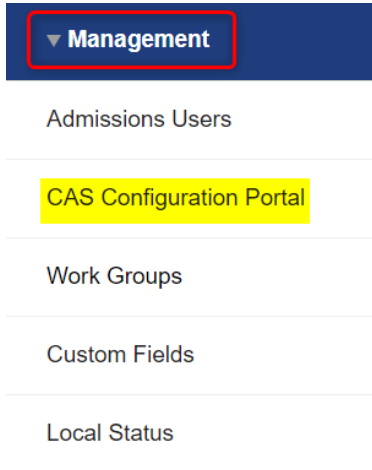 Management
Admissions Users
CAS Configuration Portal
Work Groups
Custom Fields
Local Status